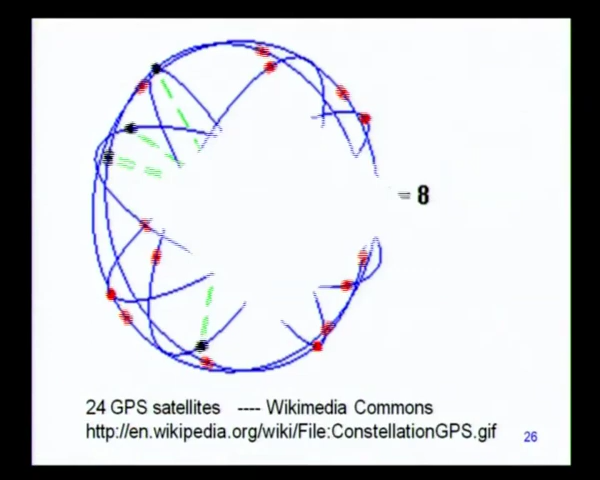 = 8
24 GPS satellites ---- Wikimedia Commons
http://en.wikipedia.org/wiki/File:ConstellationGPS.gif
26